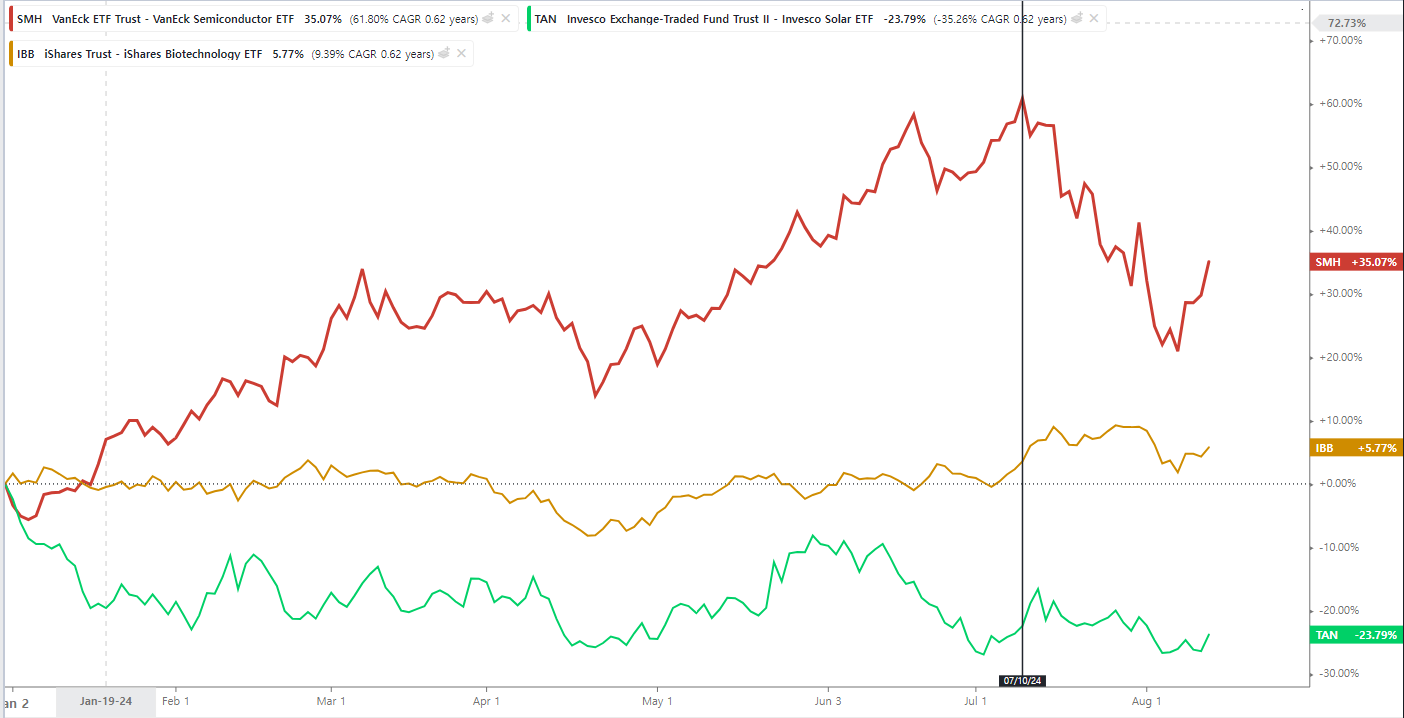 SMH VanEck ETF Trust - VanEck Semiconductor ETF 35.07% (61.80% CAGR 0.62 years)
TAN Invesco Exchange-Traded Fund Trust II - Invesco Solar ETF -23.79% (-35.26% CAGR 0.62 years)
72.73%
IBB iShares Trust - iShares Biotechnology ETF 5.77% (9.39% CAGR 0.62 years)
+70.00%
+60.00%
+50.00%
+40.00%
SMH +35.07%
+30.00%
+20.00%
+10.00%
IBB +5.77%
+0.00%
-10.00%
-20.00%
TAN -23.79%
-30.00%
07/10/24
an 2 Jan-19-24 Feb 1 Mar 1 Apr 1 May 1 Jun 3 Jul 1 Aug 1